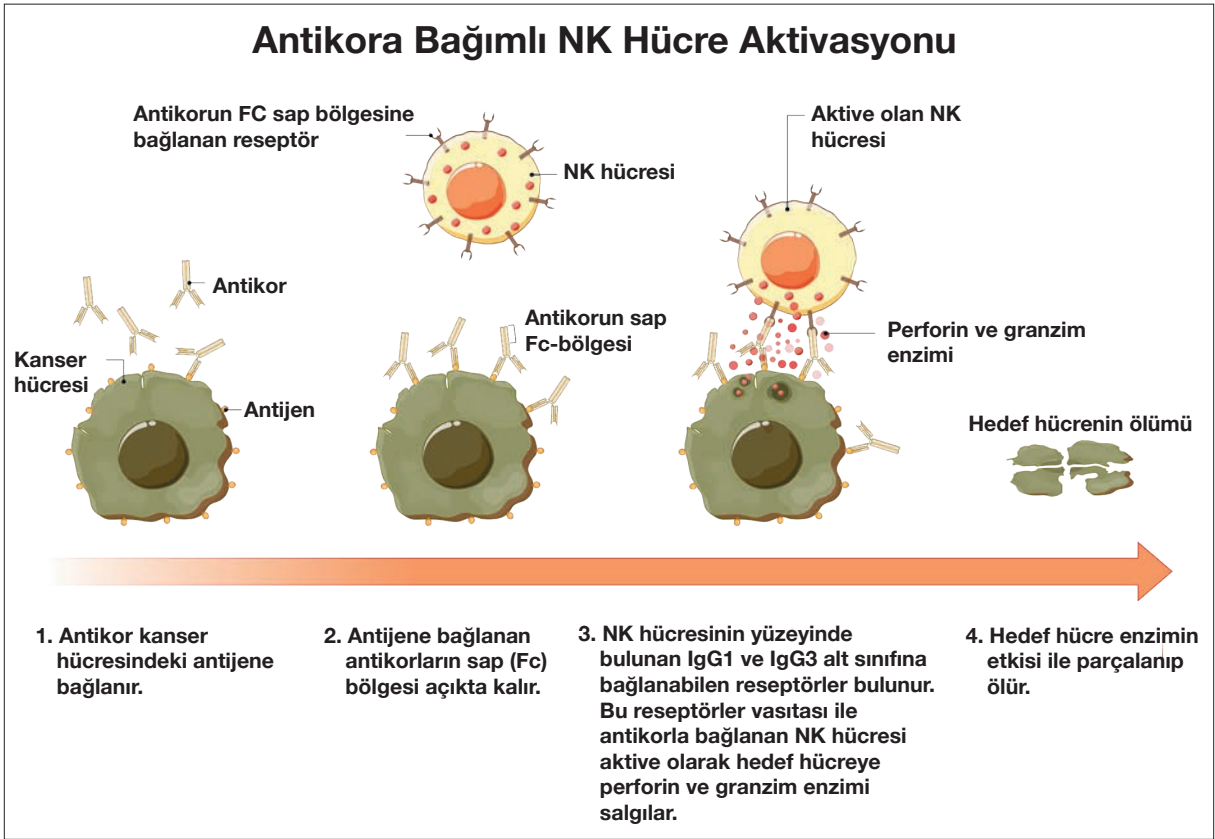 Antikora Bağımlı NK Hücre Aktivasyonu
Antikorun FC sap bölgesine
bağlanan reseptör
NK hücresi
Aktive olan NK
hücresi
Antikor
Antikorun sap
Fc-bölgesi
Perforin ve granzim
enzimi
Kanser
hücresi
Antijen
Hedef hücrenin ölümü
1. Antikor kanser
hücresindeki antijene
bağlanır.
2. Antijene bağlanan
antikorların sap (Fc)
bölgesi açıkta kalır.
3. NK hücresinin yüzeyinde
bulunan IgG1 ve IgG3 alt sınıfına
bağlanabilen reseptörler bulunur.
Bu reseptörler vasıtası ile
antikorla bağlanan NK hücresi
aktive olarak hedef hücreye
perforin ve granzim enzimi
salgılar.
4. Hedef hücre enzimin
etkisi ile parçalanıp
ölür.